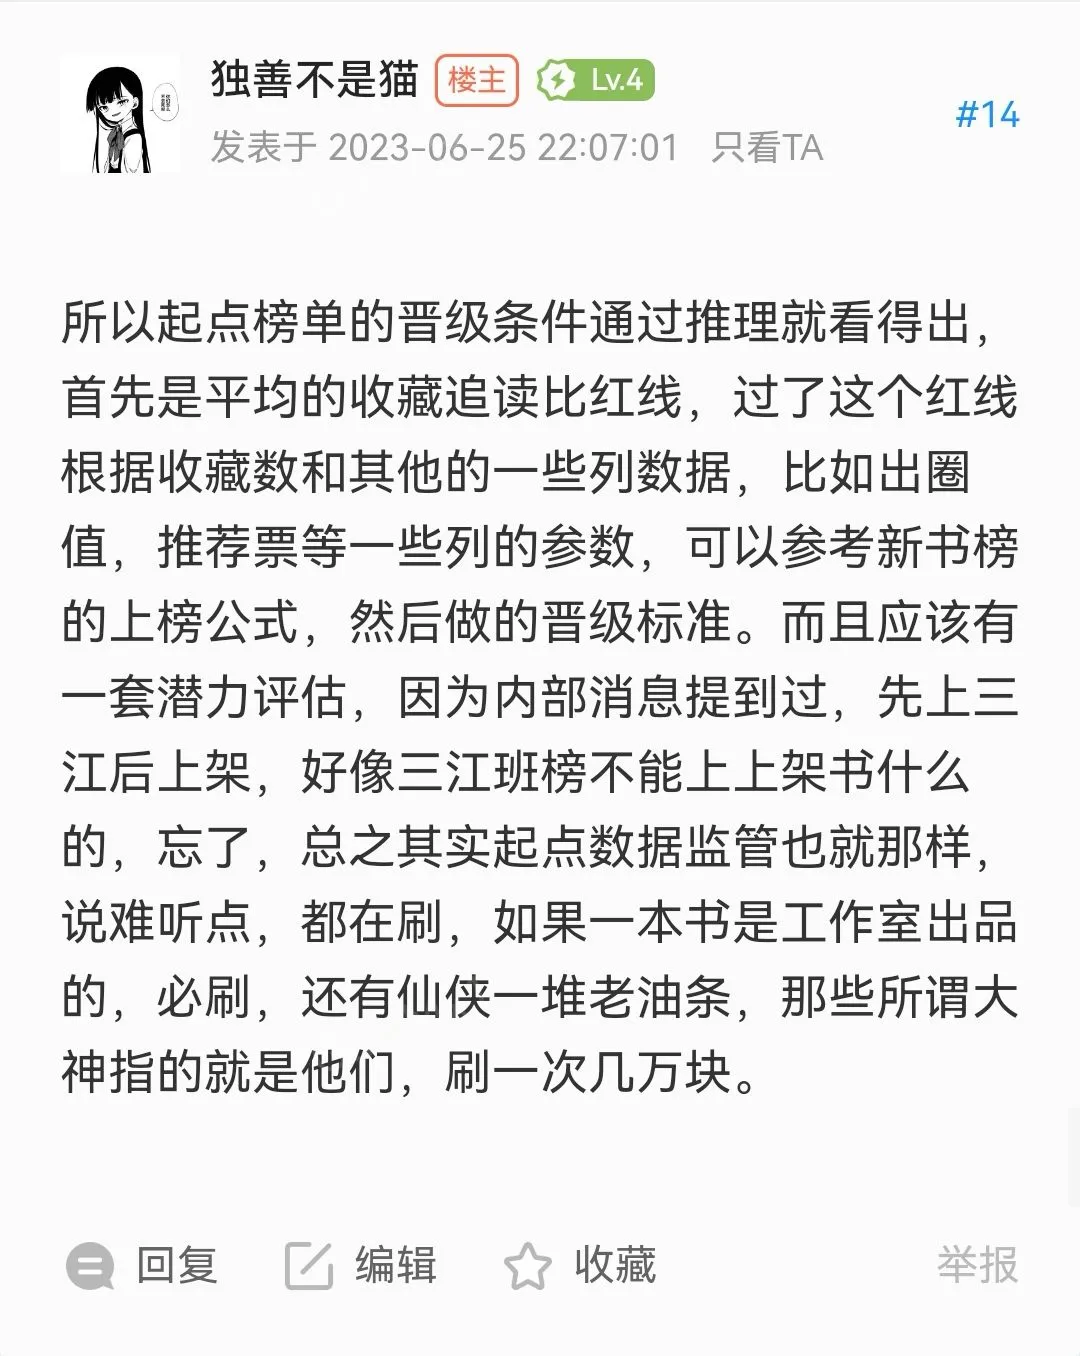 独善不是猫 楼主 Lv.4
#14
发表于 2023-06-25 22:07:01 只看TA
所以起点榜单的晋级条件通过推理就看得出，
首先是平均的收藏追读比红线，过了这个红线
根据收藏数和其他的一些列数据，比如出圈
值，推荐票等一些列的参数，可以参考新书榜
的上榜公式，然后做的晋级标准。而且应该有
一套潜力评估，因为内部消息提到过，先上三
江后上架，好像三江班榜不能上上架书什么
的，忘了，总之其实起点数据监管也就那样，
说难听点，都在刷，如果一本书是工作室出品
的，必刷，还有仙侠一堆老油条，那些所谓大
神指的就是他们，刷一次几万块。
回复 编辑 收藏 举报